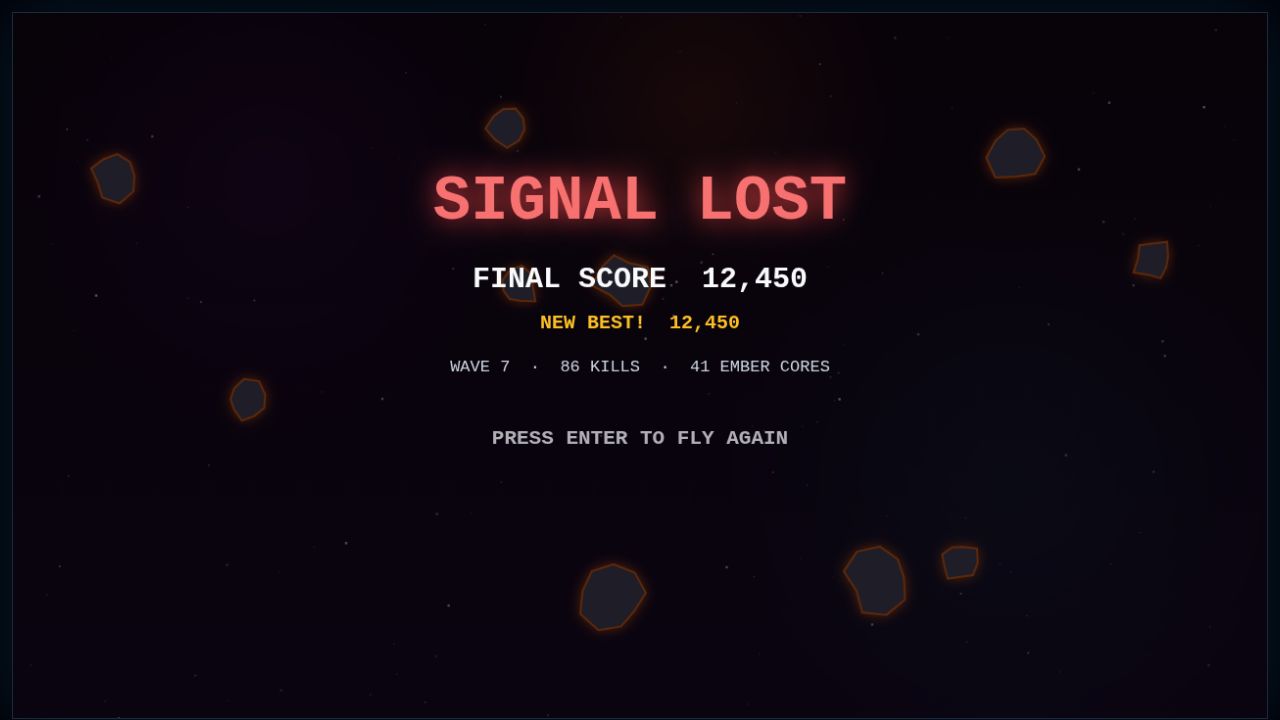 SIGNAL LOST
FINAL SCORE  12,450
NEW BEST!  12,450
WAVE 7  ·  86 KILLS  ·  41 EMBER CORES
PRESS ENTER TO FLY AGAIN